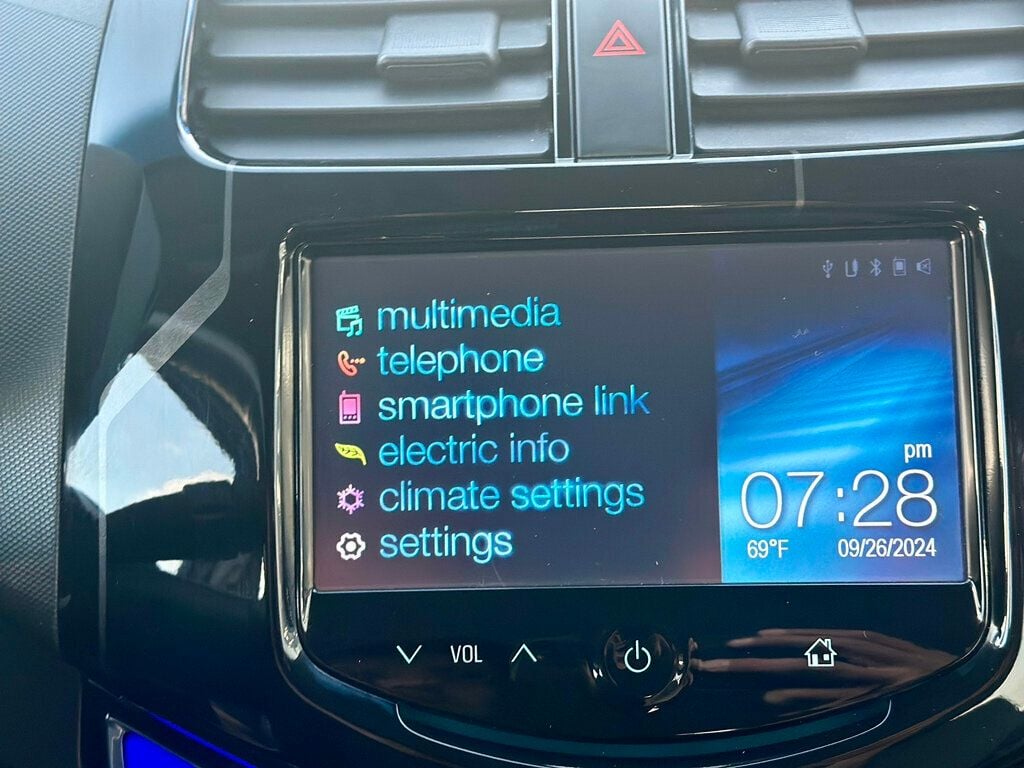 multimedia
telephone
smartphone link
electric info
climate settings
settings
pm
07:28
69°F 09/26/2024
VOL